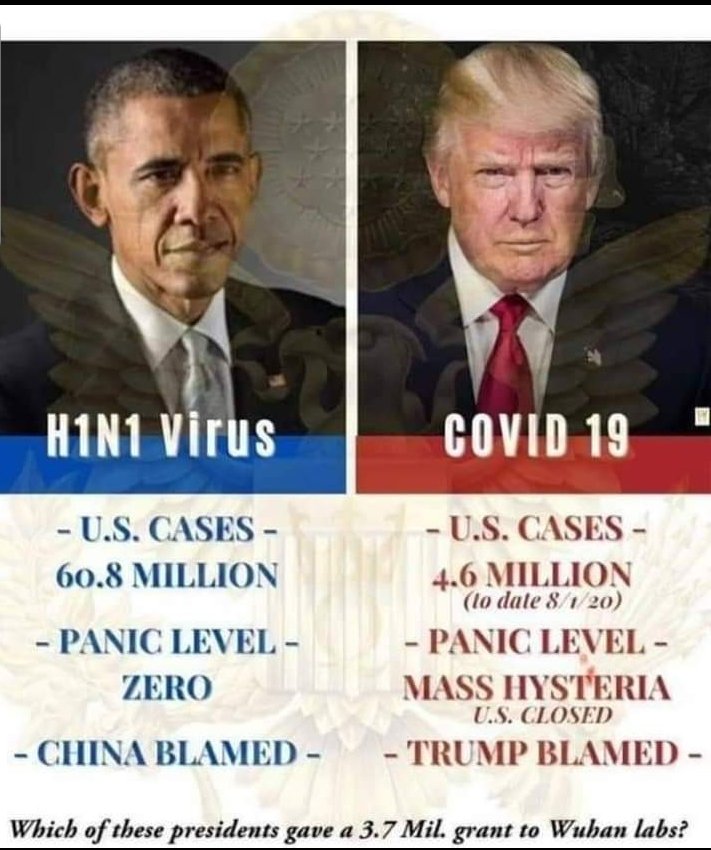 H1N1 Virus
COVID 19
- U.S. CASES -
60.8 MILLION
- PANIC LEVEL -
ZERO
- CHINA BLAMED -
- U.S. CASES -
4.6 MILLION
(to date 8/1/20)
- PANIC LEVEL -
MASS HYSTERIA
U.S. CLOSED
- TRUMP BLAMED -
Which of these presidents gave a 3.7 Mil. grant to Wuhan labs?